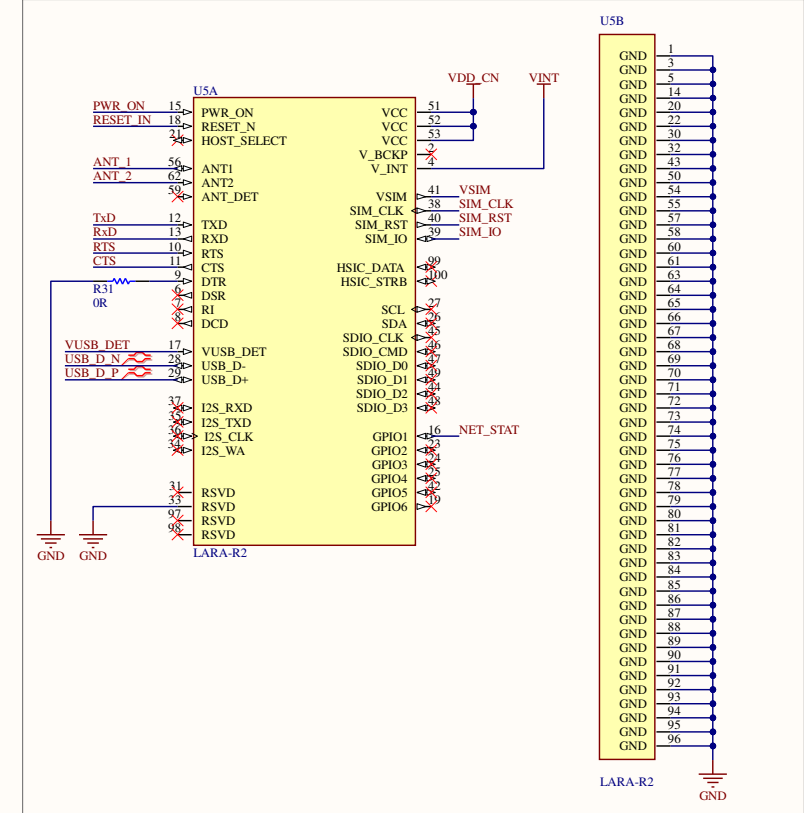 U5A
PWR_ON 15 PWR_ON
RESET_IN 18 RESET_N
21 HOST_SELECT
ANT_1 56 ANT1
ANT_2 62 ANT2
59 ANT_DET
TxD 12 TXD
RxD 13 RXD
RTS 10 RTS
CTS 11 CTS
9 DTR
R31
0R
6 DSR
7 RI
8 DCD
VUSB_DET 17 VUSB_DET
USB_D_N 28 USB_D-
USB_D_P 29 USB_D+
37 I2S_RXD
35 I2S_TXD
36 I2S_CLK
34 I2S_WA
31 RSVD
33 RSVD
97 RSVD
98 RSVD
GND
GND
LARA-R2
VDD_CN
VINT
VCC 51
VCC 52
VCC 53
V_BCKP 2
V_INT 4
VSIM 41 VSIM
SIM_CLK 38 SIM_CLK
SIM_RST 40 SIM_RST
SIM_IO 39 SIM_IO
HSIC_DATA 99
HSIC_STRB 100
SCL 27
SDA 26
SDIO_CLK 45
SDIO_CMD 46
SDIO_D0 47
SDIO_D1 49
SDIO_D2 44
SDIO_D3 48
GPIO1 16 NET_STAT
GPIO2 23
GPIO3 24
GPIO4 25
GPIO5 42
GPIO6 19
U5B
GND 1
GND 3
GND 5
GND 14
GND 20
GND 22
GND 30
GND 32
GND 43
GND 50
GND 54
GND 55
GND 57
GND 58
GND 60
GND 61
GND 63
GND 64
GND 65
GND 66
GND 67
GND 68
GND 69
GND 70
GND 71
GND 72
GND 73
GND 74
GND 75
GND 76
GND 77
GND 78
GND 79
GND 80
GND 81
GND 82
GND 83
GND 84
GND 85
GND 86
GND 87
GND 88
GND 89
GND 90
GND 91
GND 92
GND 93
GND 94
GND 95
GND 96
LARA-R2
GND